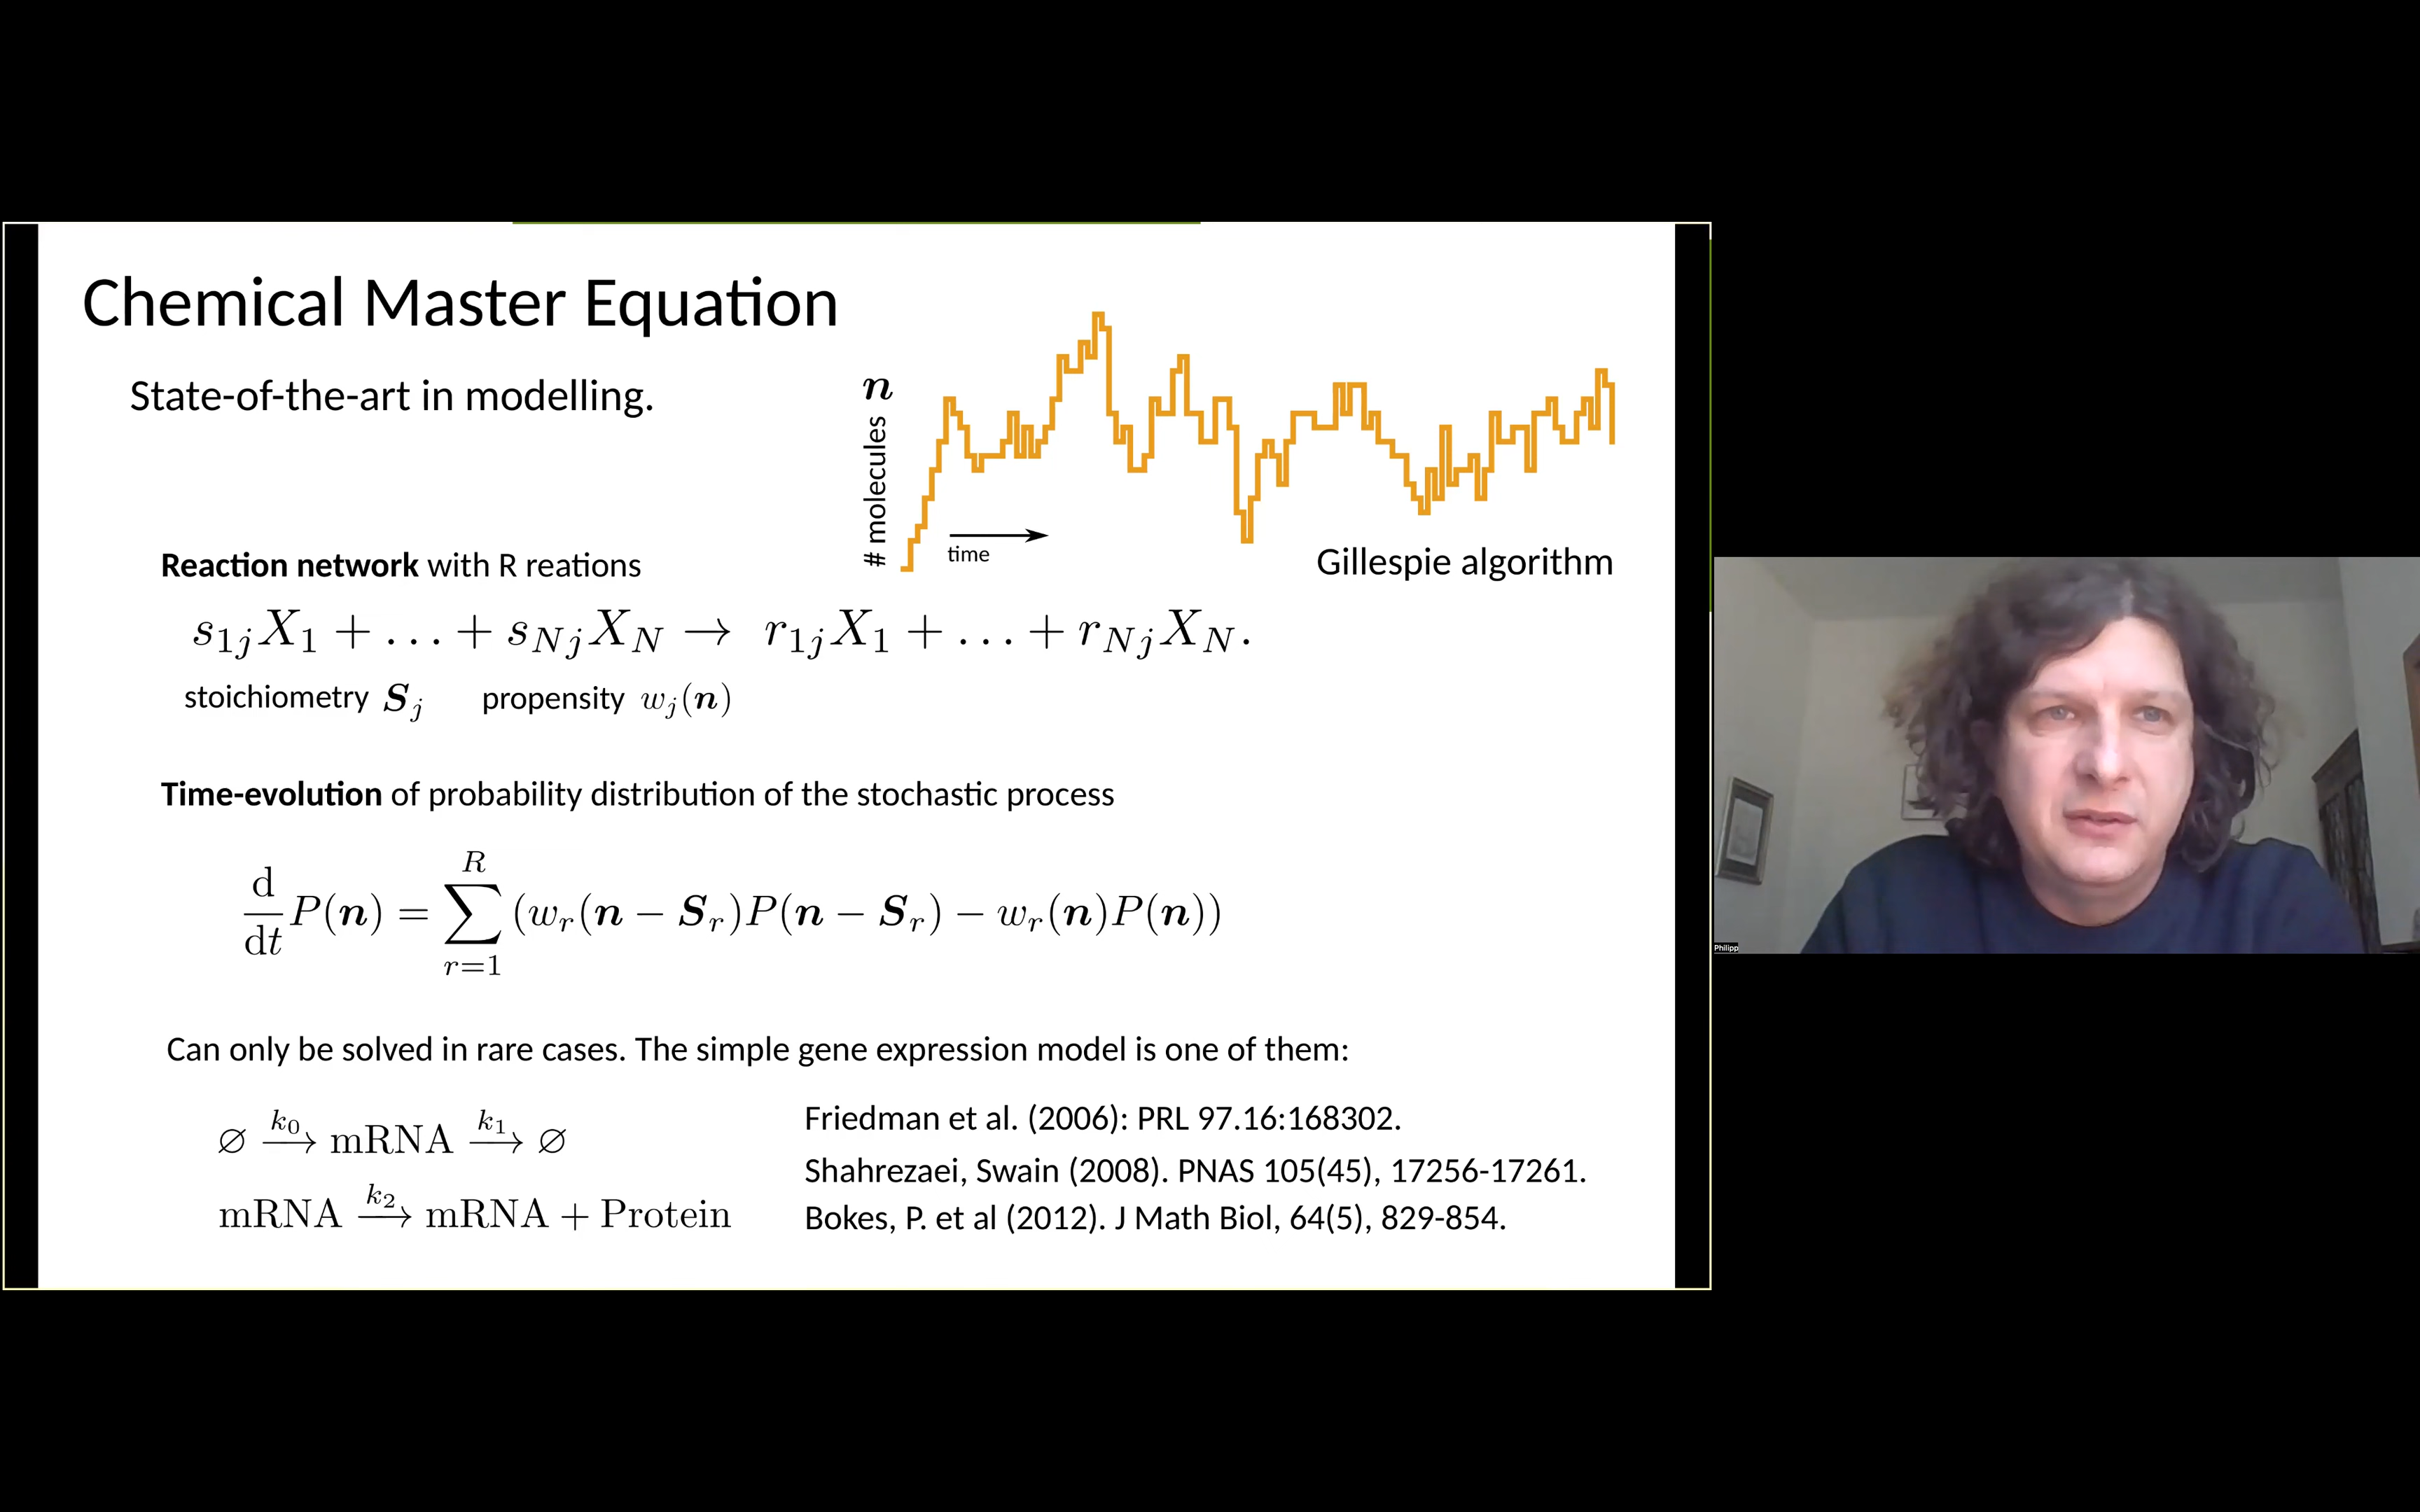 Chemical Master Equation
State-of-the-art in modelling.
# molecules n
time
Gillespie algorithm
Reaction network with R reations
s_{1j}X_1 + … + s_{Nj}X_N → r_{1j}X_1 + … + r_{Nj}X_N.
stoichiometry S_j propensity w_j(n)
Time-evolution of probability distribution of the stochastic process
d/dt P(n) = ∑_{r=1}^{R} (w_r(n − S_r)P(n − S_r) − w_r(n)P(n))
Can only be solved in rare cases. The simple gene expression model is one of them:
∅ —k_0→ mRNA —k_1→ ∅
mRNA —k_2→ mRNA + Protein
Friedman et al. (2006): PRL 97.16:168302.
Shahrezaei, Swain (2008). PNAS 105(45), 17256-17261.
Bokes, P. et al (2012). J Math Biol, 64(5), 829-854.
Philipp